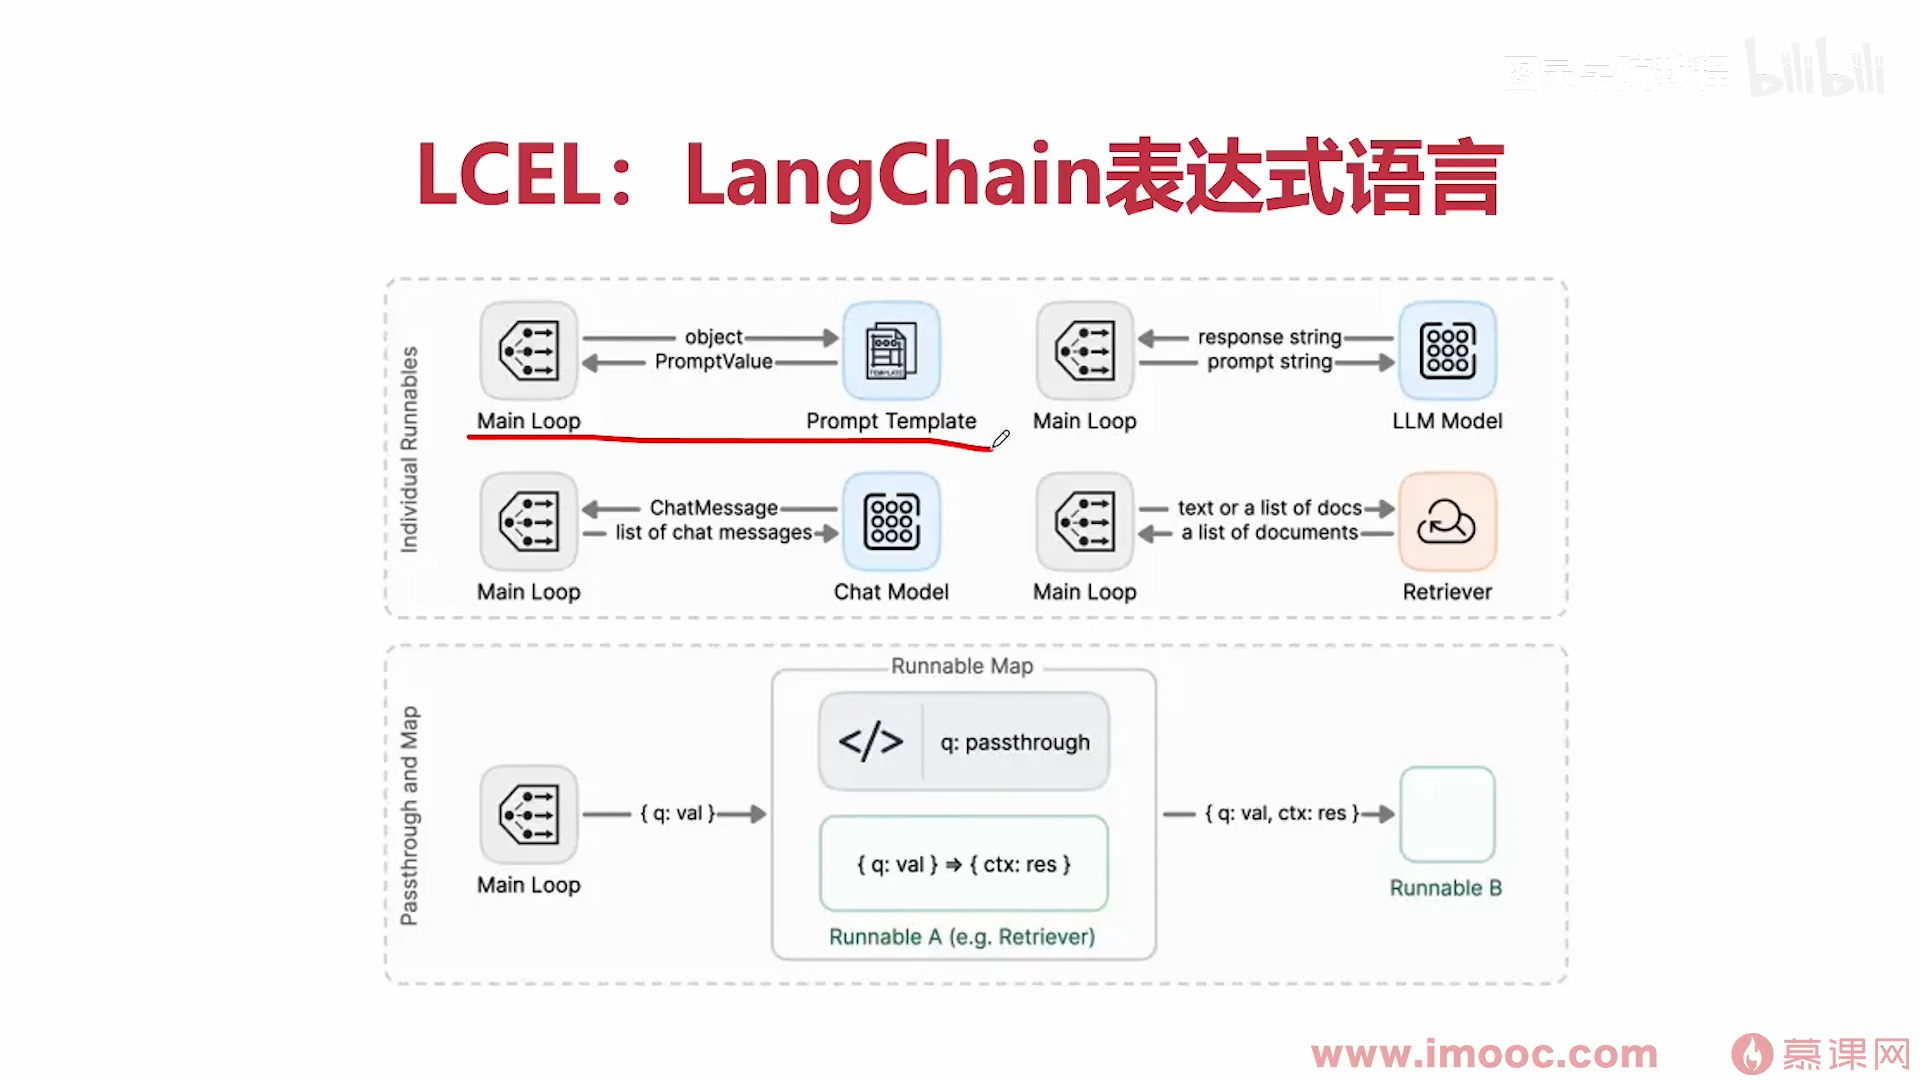 bilibili
LCEL：LangChain表达式语言
Individual Runnables
object
PromptValue
Main Loop
TEMPLATE
Prompt Template
response string
prompt string
Main Loop
LLM Model
ChatMessage
list of chat messages
Main Loop
Chat Model
text or a list of docs
a list of documents
Main Loop
Retriever
Passthrough and Map
Runnable Map
</> q: passthrough
Main Loop
{ q: val }
{ q: val } ⇒ { ctx: res }
Runnable A (e.g. Retriever)
{ q: val, ctx: res }
Runnable B
www.imooc.com
慕课网